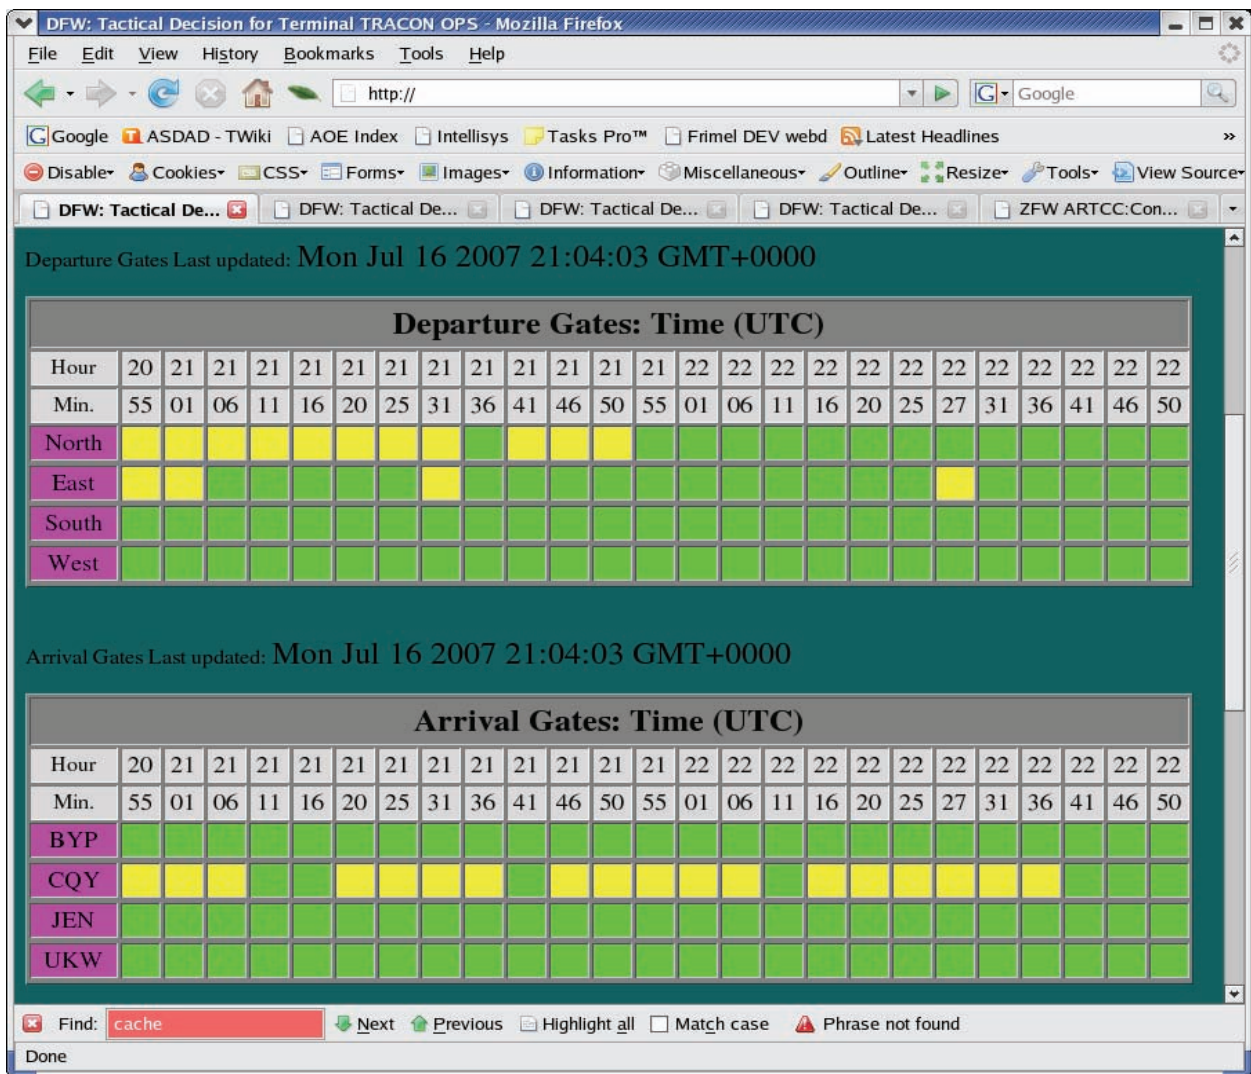 DFW: Tactical Decision for Terminal TRACON OPS - Mozilla Firefox
File Edit View History Bookmarks Tools Help
http:// G Google
Google ASDAD - TWiki AOE Index Intellisys Tasks Pro™ Frimel DEV webd Latest Headlines »
Disable Cookies CSS Forms Images Information Miscellaneous Outline Resize Tools View Source
DFW: Tactical De... DFW: Tactical De... DFW: Tactical De... DFW: Tactical De... ZFW ARTCC:Con...
Departure Gates Last updated: Mon Jul 16 2007 21:04:03 GMT+0000
Departure Gates: Time (UTC)
Hour 20 21 21 21 21 21 21 21 21 21 21 21 21 22 22 22 22 22 22 22 22 22 22 22 22
Min. 55 01 06 11 16 20 25 31 36 41 46 50 55 01 06 11 16 20 25 27 31 36 41 46 50
North
East
South
West
Arrival Gates Last updated: Mon Jul 16 2007 21:04:03 GMT+0000
Arrival Gates: Time (UTC)
Hour 20 21 21 21 21 21 21 21 21 21 21 21 21 22 22 22 22 22 22 22 22 22 22 22 22
Min. 55 01 06 11 16 20 25 31 36 41 46 50 55 01 06 11 16 20 25 27 31 36 41 46 50
BYP
CQY
JEN
UKW
Find: cache Next Previous Highlight all Match case Phrase not found
Done